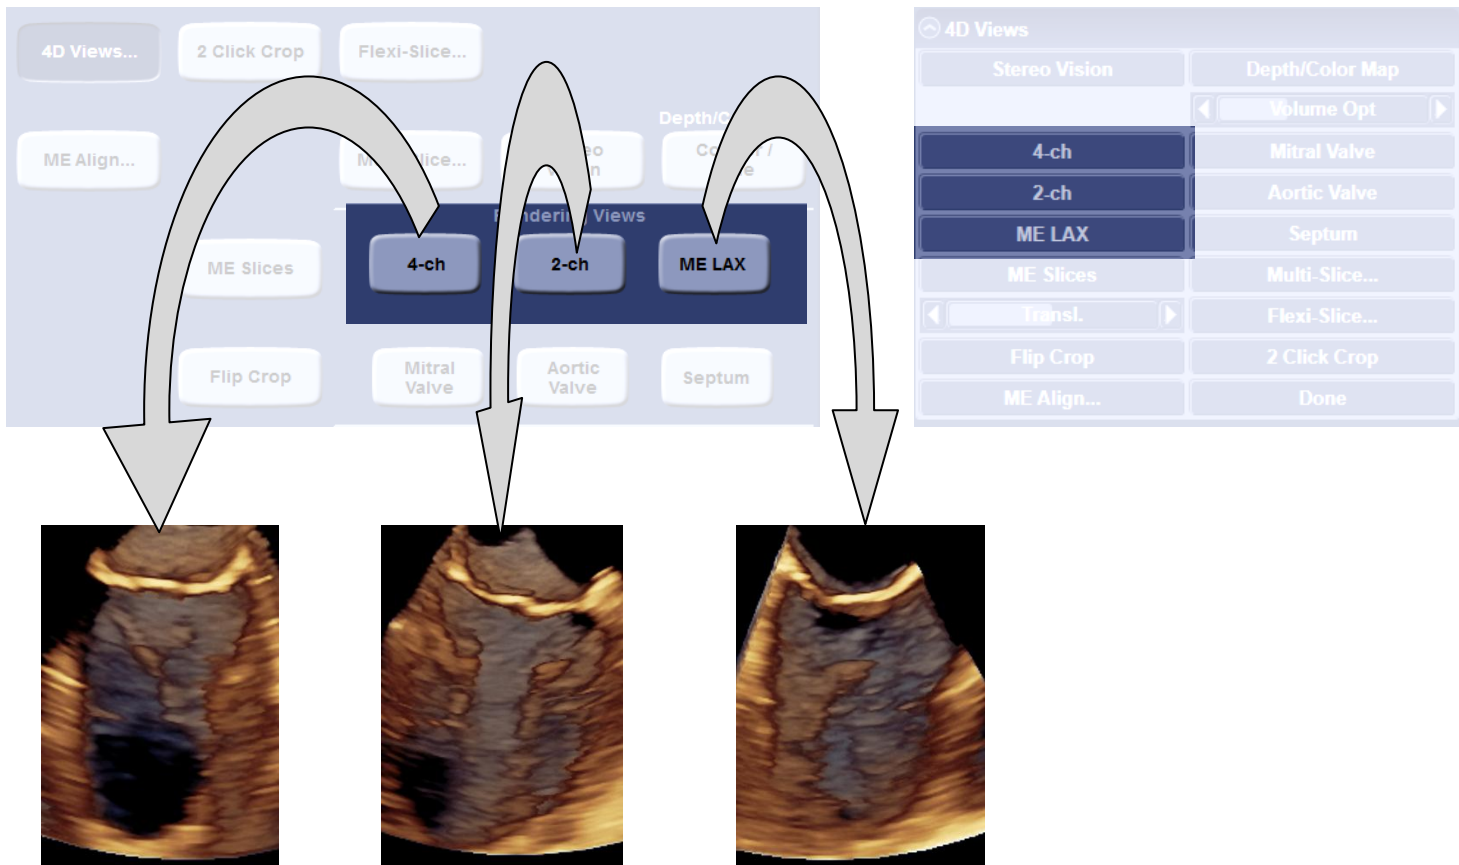 4D Views...
2 Click Crop
Flexi-Slice...
ME Align...
4-ch
2-ch
ME LAX
ME Slices
Flip Crop
Mitral
Valve
Aortic
Valve
Septum
4D Views
Stereo Vision
Depth/Color Map
Volume Opt
4-ch
Mitral Valve
2-ch
Aortic Valve
ME LAX
Septum
ME Slices
Multi-Slice...
Transl.
Flexi-Slice...
Flip Crop
2 Click Crop
ME Align...
Done